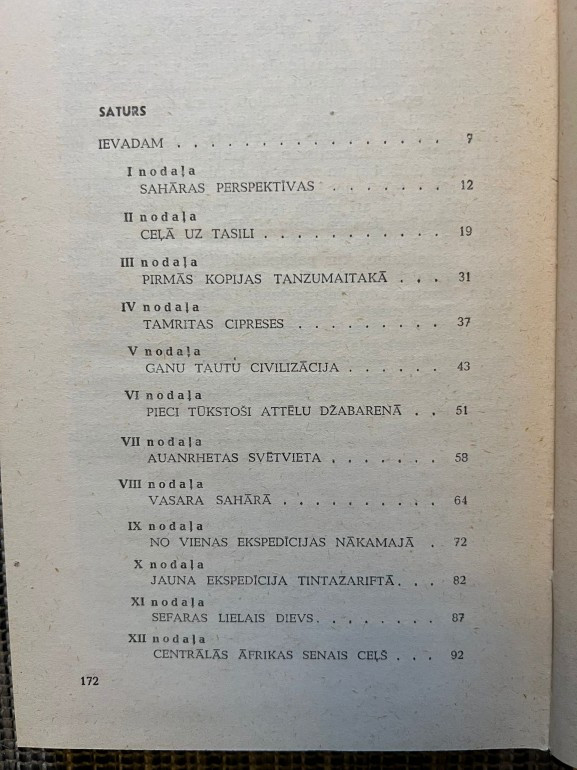 SATURS
IEVADAM . . . . . . . . . . . . . . . . 7
I nodaļa
SAHĀRAS PERSPEKTĪVAS . . . . . . . 12
II nodaļa
CEĻĀ UZ TASILI . . . . . . . . . . . 19
III nodaļa
PIRMĀS KOPIJAS TANZUMAITAKĀ . . . 31
IV nodaļa
TAMRITAS CIPRESES . . . . . . . . . 37
V nodaļa
GANU TAUTU CIVILIZĀCIJA . . . . . . 43
VI nodaļa
PIECI TŪKSTOŠI ATTĒLU DŽABARENĀ . . 51
VII nodaļa
AUANRHETAS SVĒTVIETA . . . . . . . 58
VIII nodaļa
VASARA SAHĀRĀ . . . . . . . . . . 64
IX nodaļa
NO VIENAS EKSPEDĪCIJAS NĀKAMAJĀ . 72
X nodaļa
JAUNA EKSPEDĪCIJA TINTAZARIFTĀ . . . 82
XI nodaļa
SEFARAS LIELAIS DIEVS . . . . . . . . 87
XII nodaļa
CENTRĀLĀS ĀFRIKAS SENAIS CEĻŠ . . . 92
172